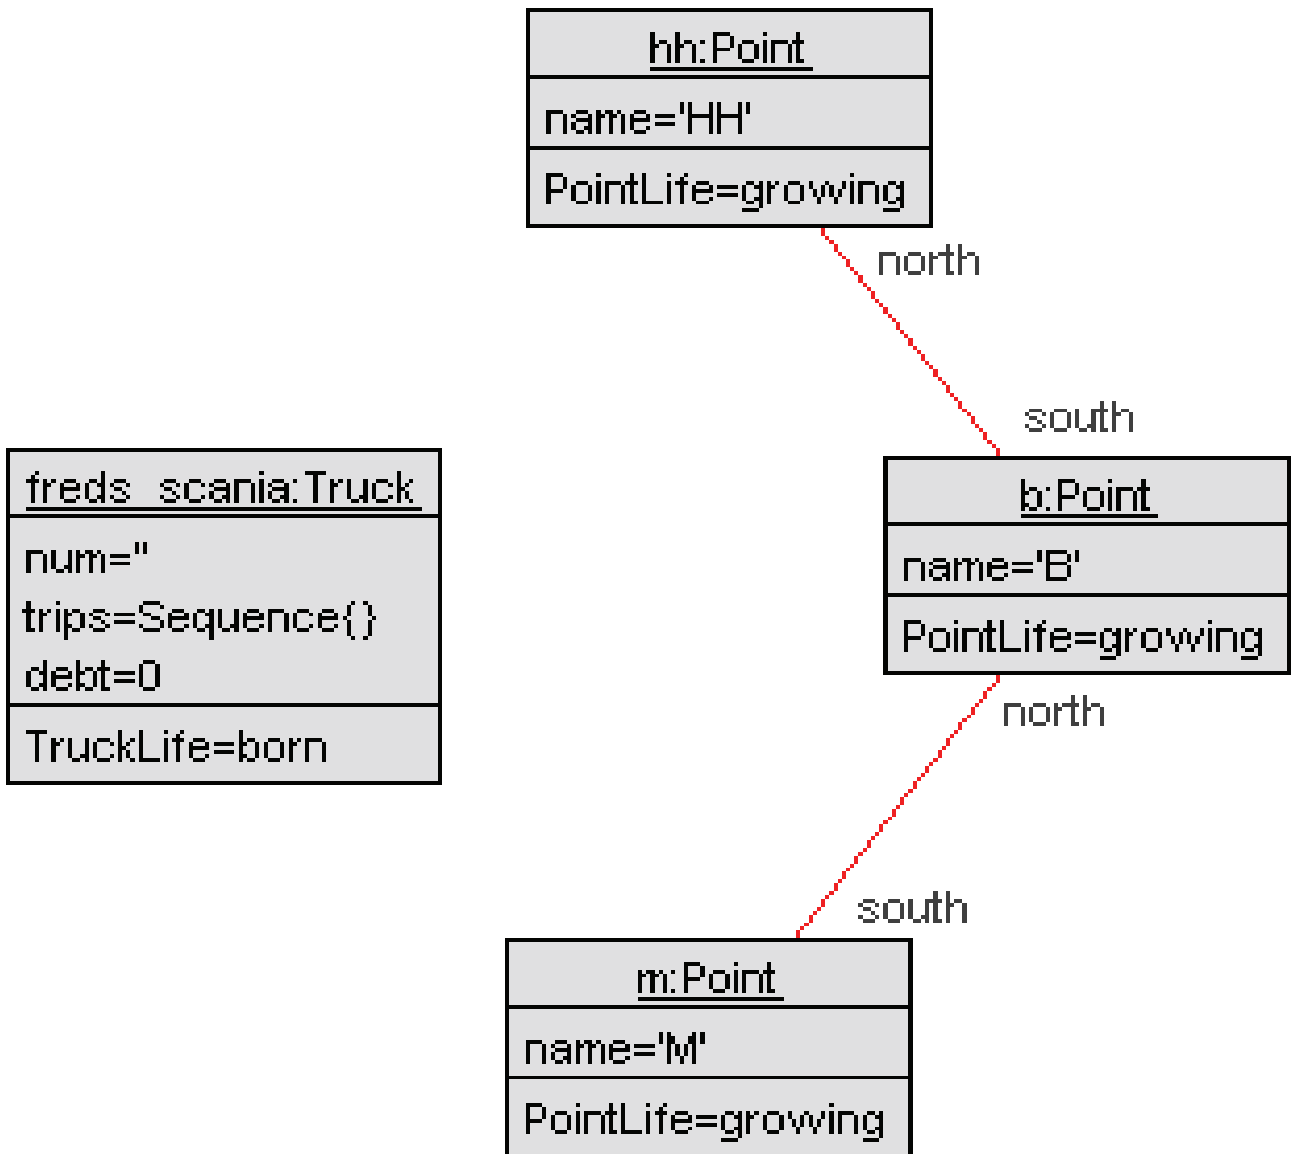 hh:Point
name='HH'
PointLife=growing
north
south
freds_scania:Truck
num=''
trips=Sequence{}
debt=0
TruckLife=born
b:Point
name='B'
PointLife=growing
north
south
m:Point
name='M'
PointLife=growing